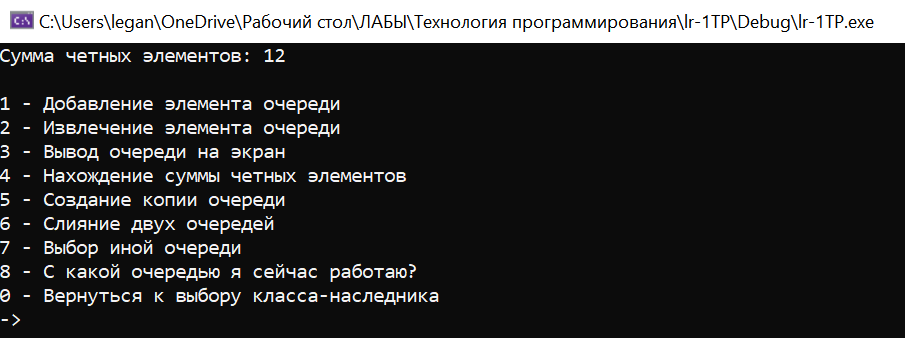 C:\Users\legan\OneDrive\Рабочий стол\ЛАБЫ\Технология программирования\lr-1TP\Debug\lr-1TP.exe
Сумма четных элементов: 12
1 - Добавление элемента очереди
2 - Извлечение элемента очереди
3 - Вывод очереди на экран
4 - Нахождение суммы четных элементов
5 - Создание копии очереди
6 - Слияние двух очередей
7 - Выбор иной очереди
8 - С какой очередью я сейчас работаю?
0 - Вернуться к выбору класса-наследника
->